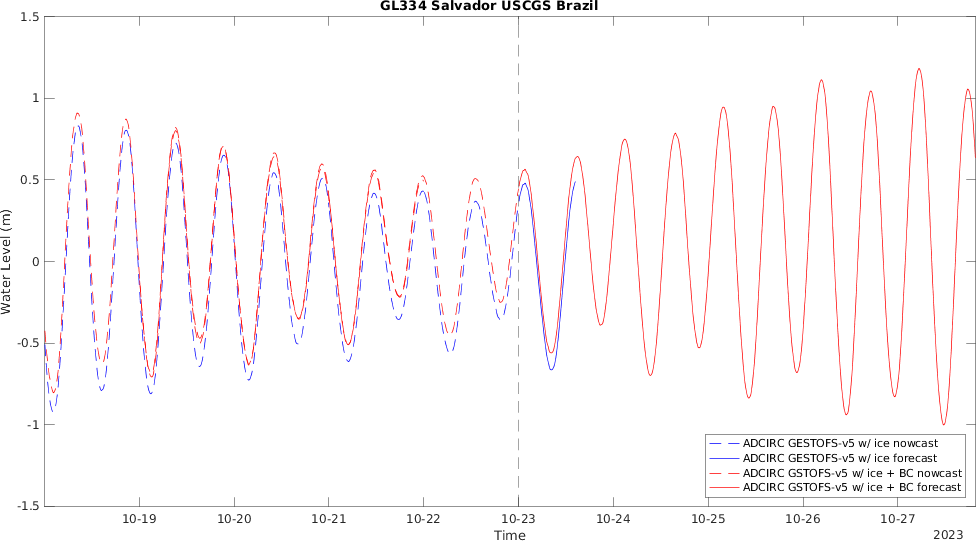 GL334 Salvador USCGS Brazil
1.5
1
0.5
0
-0.5
-1
-1.5
Water Level (m)
ADCIRC GESTOFS-v5 w/ ice nowcast
ADCIRC GESTOFS-v5 w/ ice forecast
ADCIRC GSTOFS-v5 w/ ice + BC nowcast
ADCIRC GSTOFS-v5 w/ ice + BC forecast
10-19 10-20 10-21 10-22 10-23 10-24 10-25 10-26 10-27
Time
2023